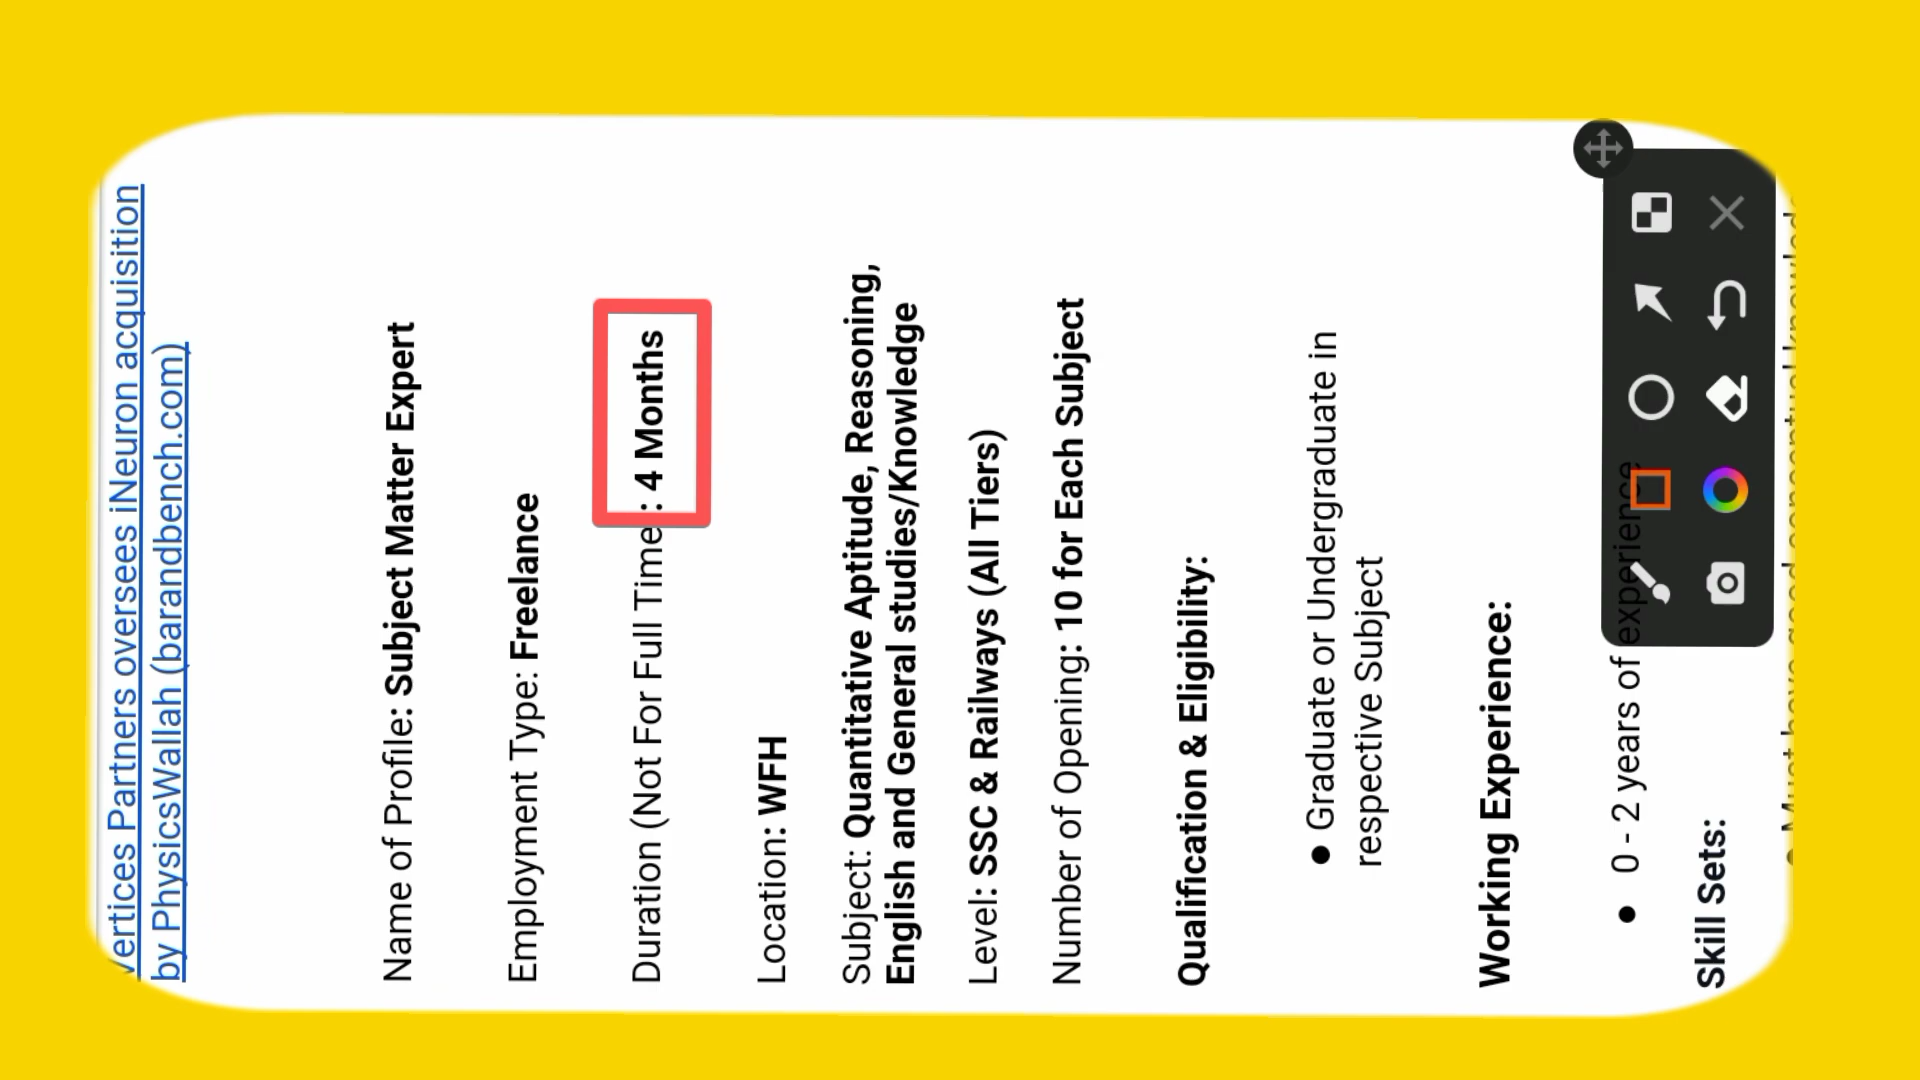 Vertices Partners oversees iNeuron acquisition
by PhysicsWallah (barandbench.com)
Name of Profile: Subject Matter Expert
Employment Type: Freelance
Duration (Not For Full Time: 4 Months
Location: WFH
Subject: Quantitative Aptitude, Reasoning,
English and General studies/Knowledge
Level: SSC & Railways (All Tiers)
Number of Opening: 10 for Each Subject
Qualification & Eligibility:
● Graduate or Undergraduate in
respective Subject
Working Experience:
● 0 - 2 years of experience
Skill Sets: